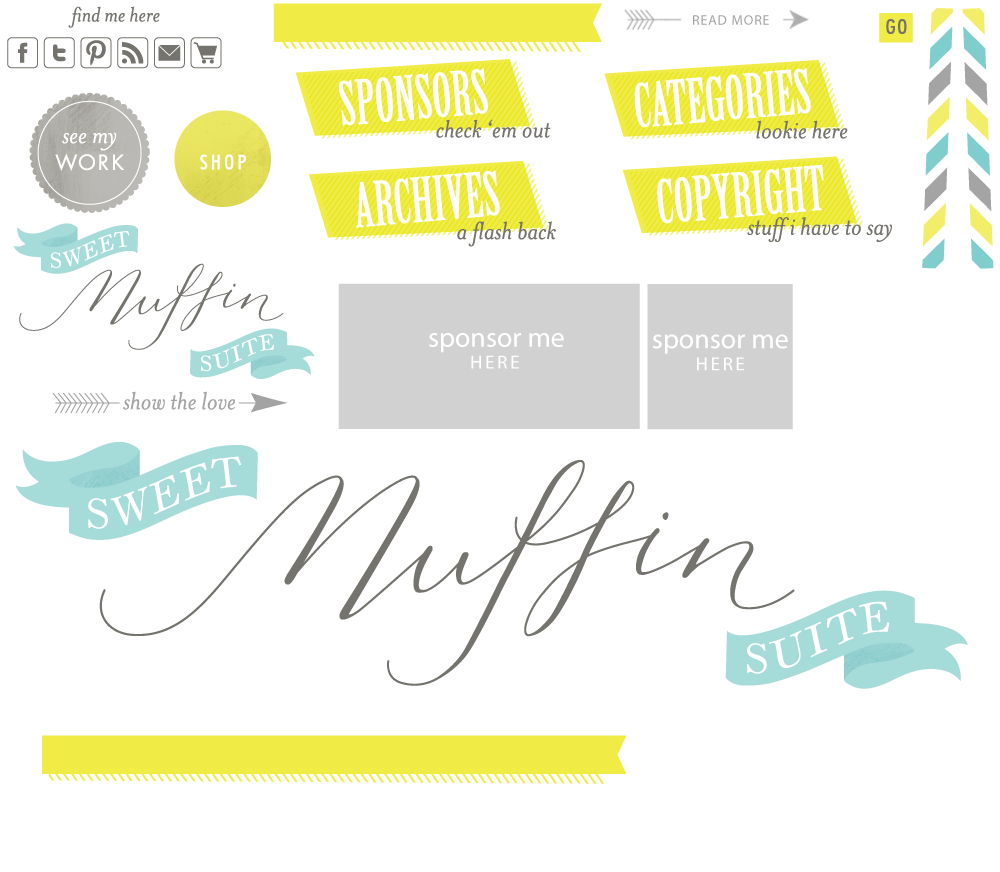 find me here
READ MORE
GO
SPONSORS
check ‘em out
CATEGORIES
lookie here
see my
WORK
SHOP
ARCHIVES
a flash back
COPYRIGHT
stuff i have to say
SWEET
Muffin
SUITE
sponsor me
HERE
sponsor me
HERE
show the love
SWEET
Muffin
SUITE